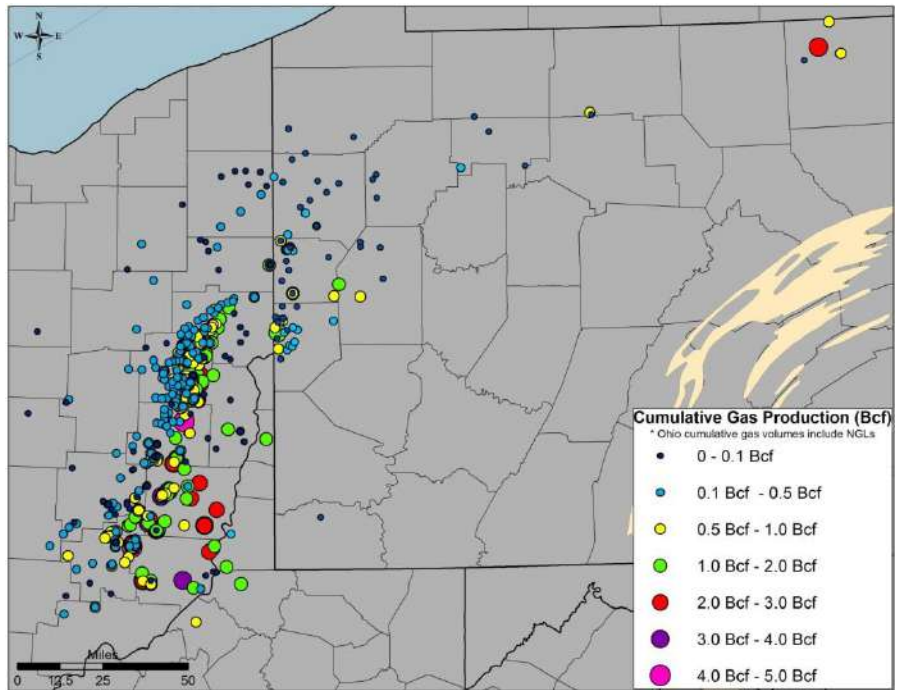 N
W E
S
Cumulative Gas Production (Bcf)
* Ohio cumulative gas volumes include NGLs
0 - 0.1 Bcf
0.1 Bcf - 0.5 Bcf
0.5 Bcf - 1.0 Bcf
1.0 Bcf - 2.0 Bcf
2.0 Bcf - 3.0 Bcf
3.0 Bcf - 4.0 Bcf
4.0 Bcf - 5.0 Bcf
Miles
0 12.5 25 50